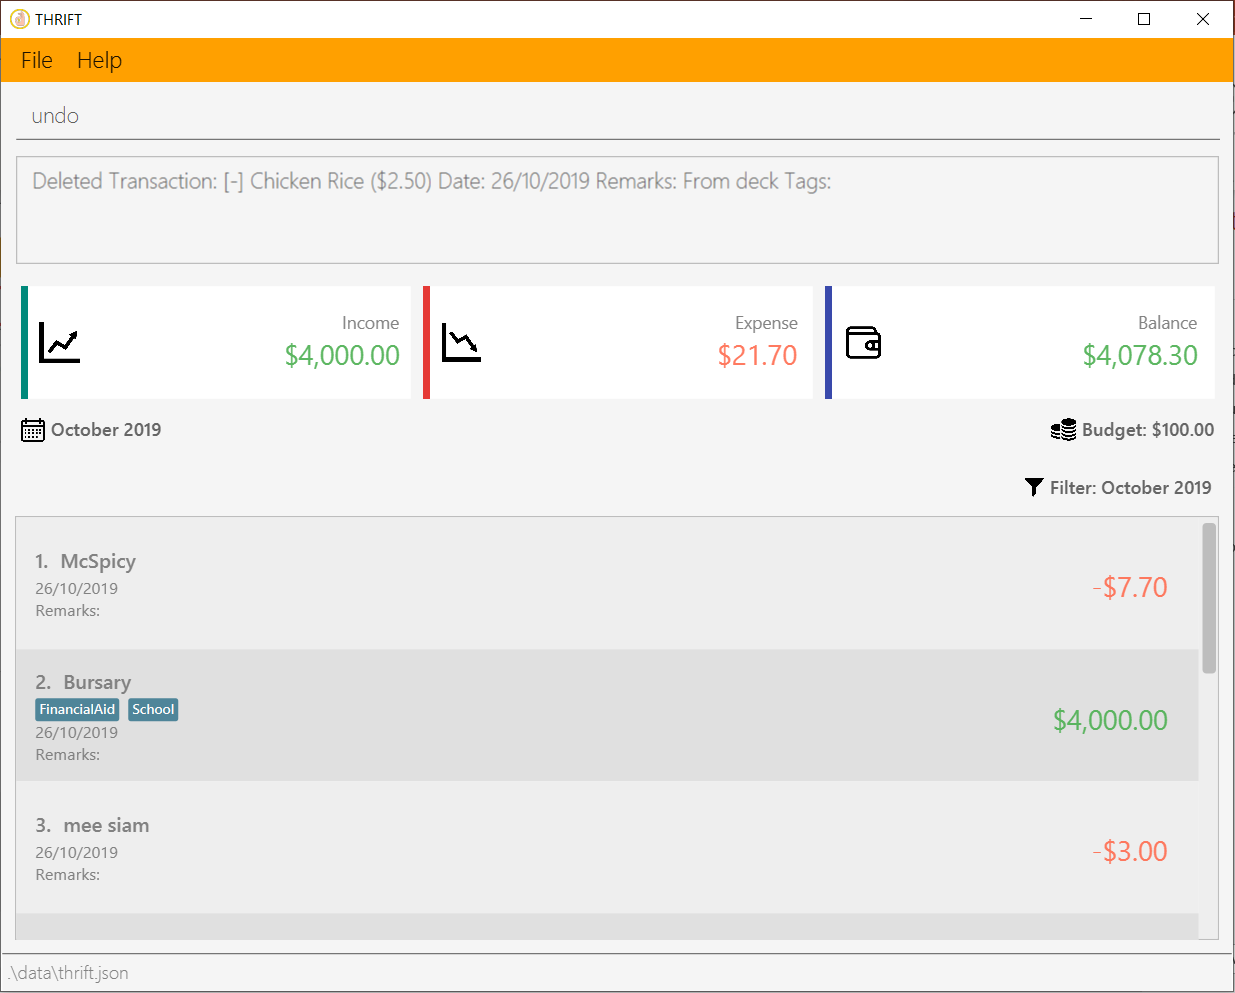 THRIFT
File Help
undo
Deleted Transaction: [-] Chicken Rice ($2.50) Date: 26/10/2019 Remarks: From deck Tags:
Income
$4,000.00
Expense
$21.70
Balance
$4,078.30
October 2019
Budget: $100.00
Filter: October 2019
1. McSpicy
26/10/2019
Remarks:
-$7.70
2. Bursary
FinancialAid School
26/10/2019
Remarks:
$4,000.00
3. mee siam
26/10/2019
Remarks:
-$3.00
.\data\thrift.json